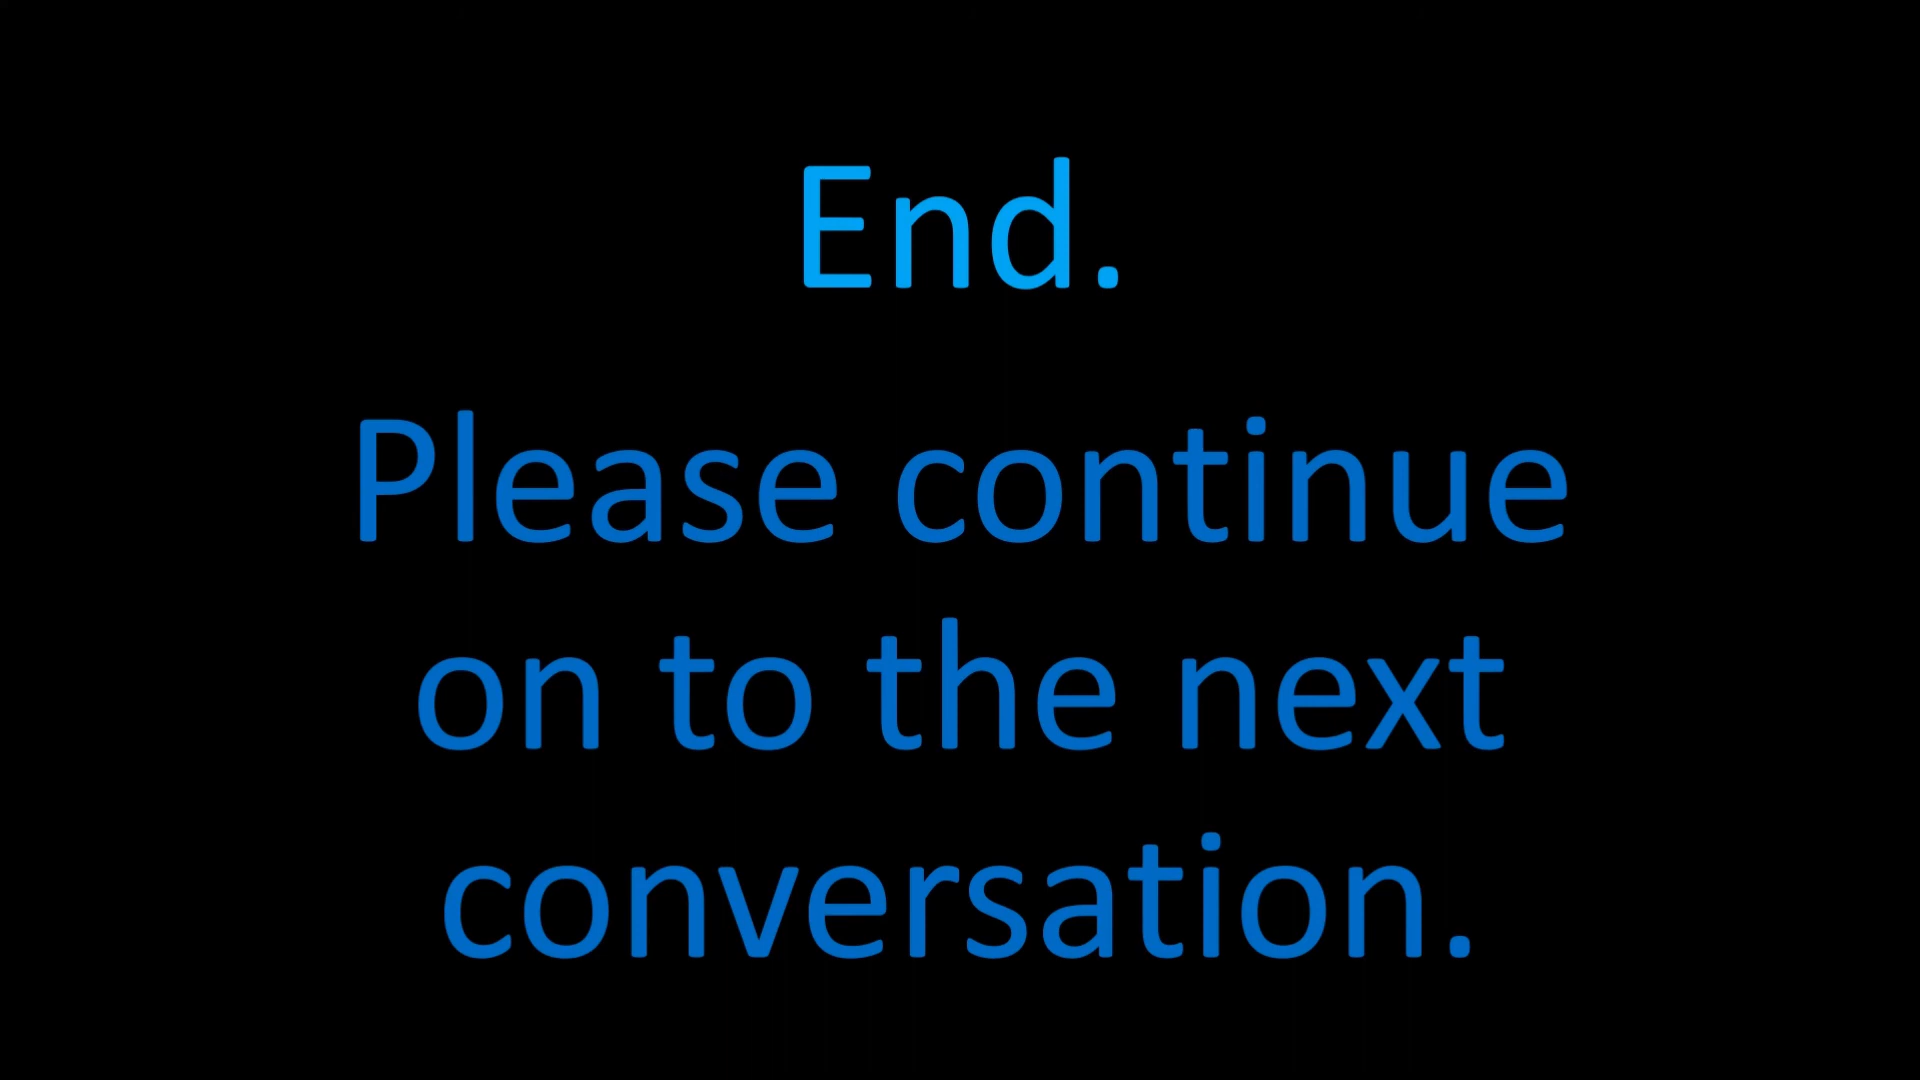 End.
Please continue
on to the next
conversation.